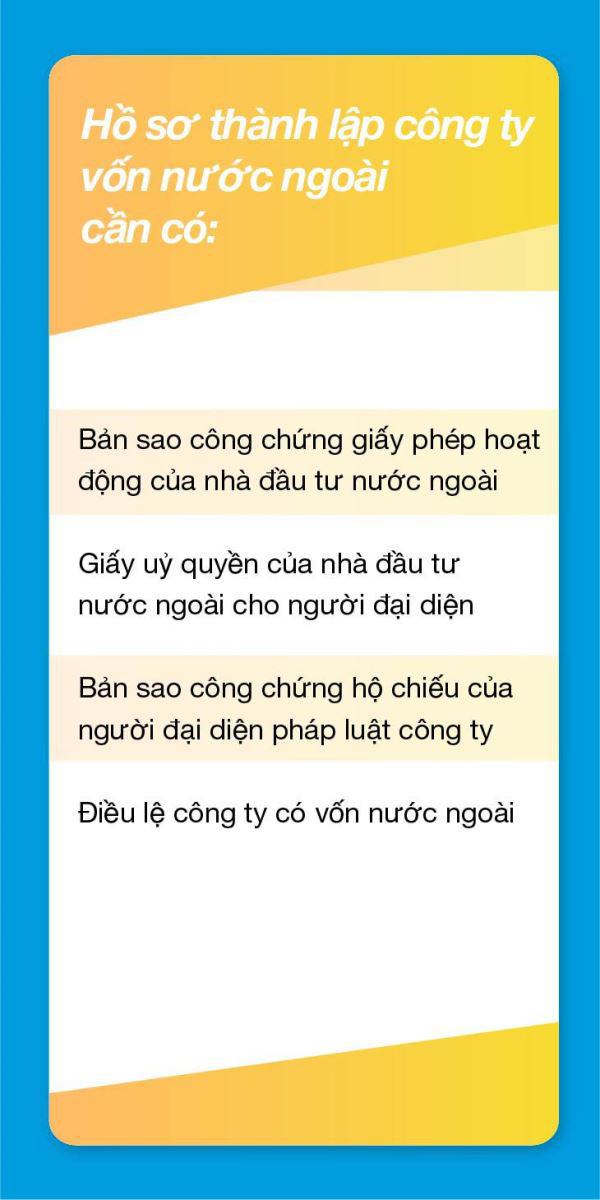 Hồ sơ thành lập công ty
vốn nước ngoài
cần có:
Bản sao công chứng giấy phép hoạt
động của nhà đầu tư nước ngoài
Giấy uỷ quyền của nhà đầu tư
nước ngoài cho người đại diện
Bản sao công chứng hộ chiếu của
người đại diện pháp luật công ty
Điều lệ công ty có vốn nước ngoài